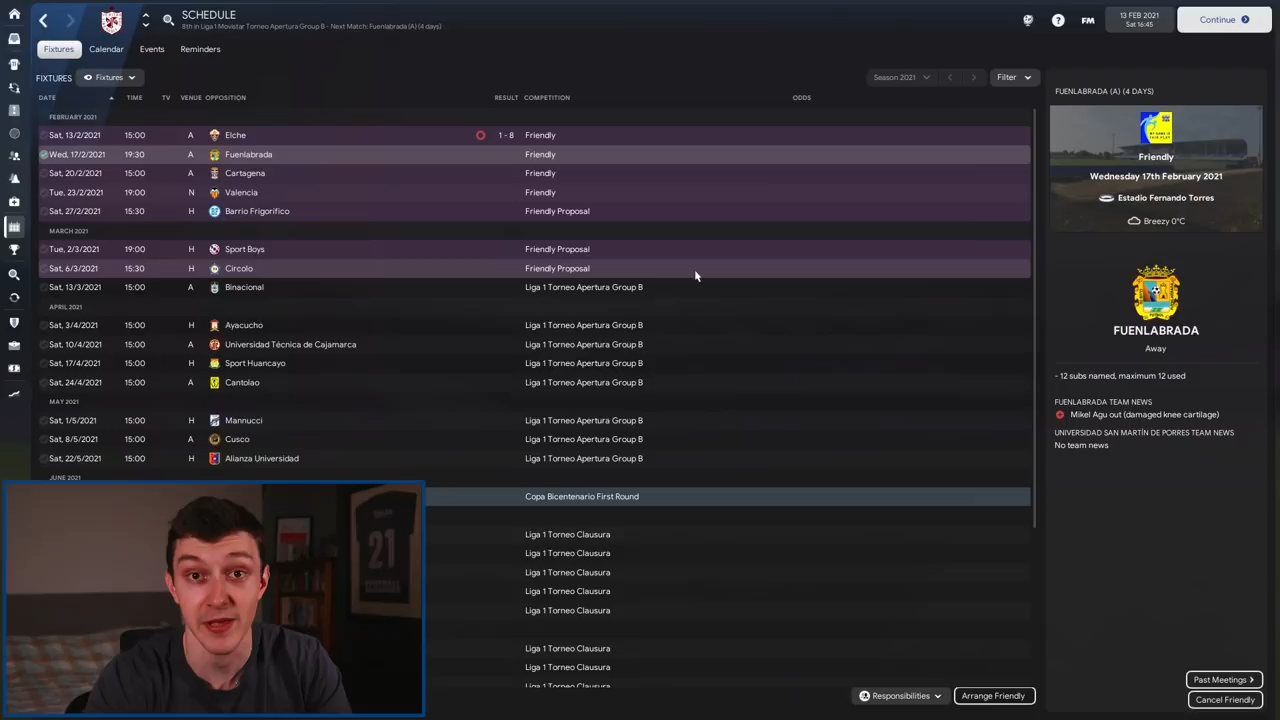 SCHEDULE
8th in Liga 1 Movistar Torneo Apertura Group B - Next Match: Fuenlabrada (A) (4 days)
FM
13 FEB 2021
Sat 16:45
Continue
Fixtures Calendar Events Reminders
FIXTURES Fixtures
Season 2021
Filter
DATE TIME TV VENUE OPPOSITION RESULT COMPETITION ODDS
FEBRUARY 2021
Sat, 13/2/2021 15:00 A Elche 1 - 8 Friendly
Wed, 17/2/2021 19:30 A Fuenlabrada Friendly
Sat, 20/2/2021 15:00 A Cartagena Friendly
Tue, 23/2/2021 19:00 N Valencia Friendly
Sat, 27/2/2021 15:30 H Barrio Frigorifico Friendly Proposal
MARCH 2021
Tue, 2/3/2021 19:00 H Sport Boys Friendly Proposal
Sat, 6/3/2021 15:30 H Circolo Friendly Proposal
Sat, 13/3/2021 15:00 A Binacional Liga 1 Torneo Apertura Group B
APRIL 2021
Sat, 3/4/2021 15:00 H Ayacucho Liga 1 Torneo Apertura Group B
Sat, 10/4/2021 15:00 A Universidad Técnica de Cajamarca Liga 1 Torneo Apertura Group B
Sat, 17/4/2021 15:00 H Sport Huancayo Liga 1 Torneo Apertura Group B
Sat, 24/4/2021 15:00 A Cantolao Liga 1 Torneo Apertura Group B
MAY 2021
Sat, 1/5/2021 15:00 H Mannucci Liga 1 Torneo Apertura Group B
Sat, 8/5/2021 15:00 A Cusco Liga 1 Torneo Apertura Group B
Sat, 22/5/2021 15:00 H Alianza Universidad Liga 1 Torneo Apertura Group B
JUNE 2021
Copa Bicentenario First Round
Liga 1 Torneo Clausura
Liga 1 Torneo Clausura
Liga 1 Torneo Clausura
Liga 1 Torneo Clausura
Liga 1 Torneo Clausura
Liga 1 Torneo Clausura
Liga 1 Torneo Clausura
Liga 1 Torneo Clausura
21
Responsibilities
Arrange Friendly
FUENLABRADA (A) (4 DAYS)
Friendly
Wednesday 17th February 2021
Estadio Fernando Torres
Breezy 0°C
FUENLABRADA
Away
- 12 subs named, maximum 12 used
FUENLABRADA TEAM NEWS
Mikel Agu out (damaged knee cartilage)
UNIVERSIDAD SAN MARTÍN DE PORRES TEAM NEWS
No team news
Past Meetings
Cancel Friendly